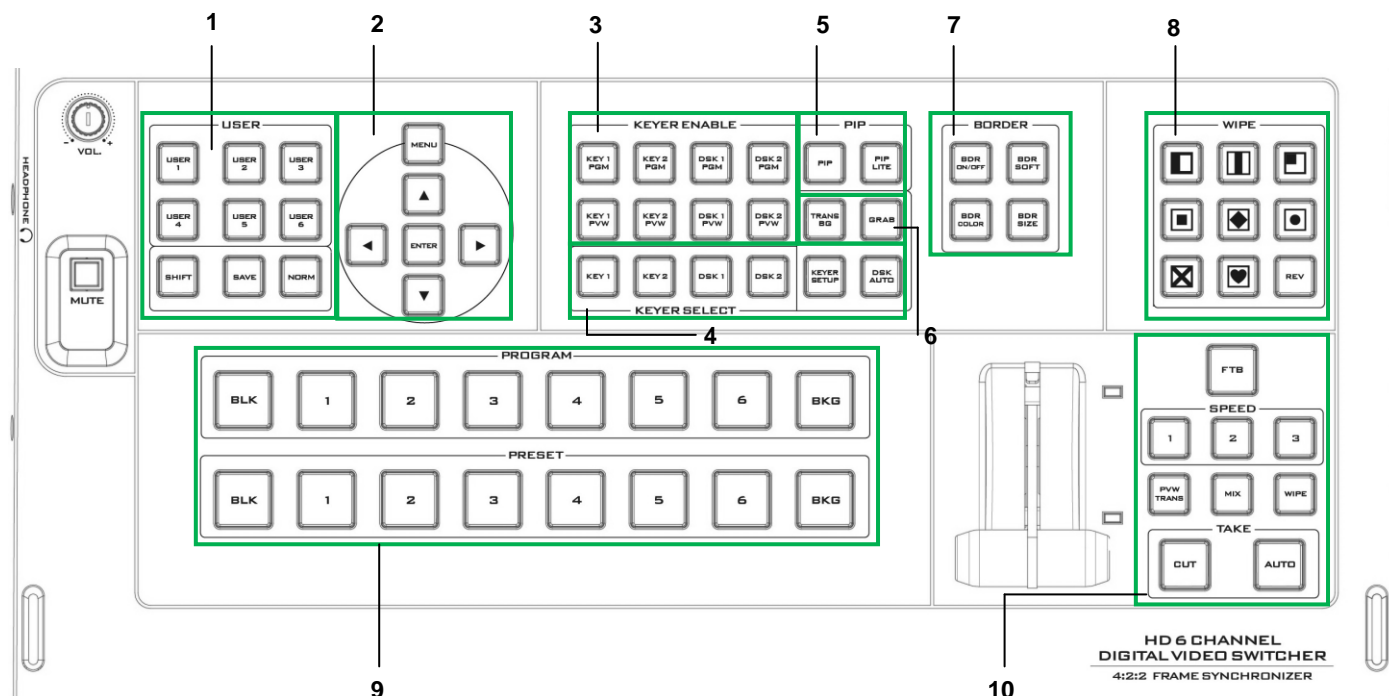 1 2 3 5 7 8
VOL.
- +
HEADPHONE
MUTE
USER
USER 1
USER 2
USER 3
USER 4
USER 5
USER 6
SHIFT
SAVE
NORM
MENU
ENTER
KEYER ENABLE
KEY 1 PGM
KEY 2 PGM
DSK 1 PGM
DSK 2 PGM
KEY 1 PVW
KEY 2 PVW
DSK 1 PVW
DSK 2 PVW
KEY 1
KEY 2
DSK 1
DSK 2
KEYER SELECT
PIP
PIP
PIP LITE
TRANS BG
GRAB
KEYER SETUP
DSK AUTO
BORDER
BDR ON/OFF
BDR SOFT
BDR COLOR
BDR SIZE
WIPE
REV
4 6
PROGRAM
BLK 1 2 3 4 5 6 BKG
PRESET
BLK 1 2 3 4 5 6 BKG
FTB
SPEED
1 2 3
PVW TRANS
MIX
WIPE
TAKE
CUT
AUTO
HD 6 CHANNEL
DIGITAL VIDEO SWITCHER
4:2:2 FRAME SYNCHRONIZER
9 10